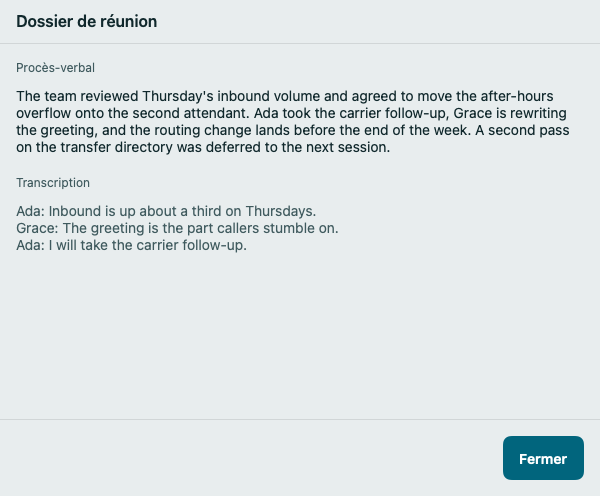 Dossier de réunion
Procès-verbal
The team reviewed Thursday's inbound volume and agreed to move the after-hours
overflow onto the second attendant. Ada took the carrier follow-up, Grace is rewriting
the greeting, and the routing change lands before the end of the week. A second pass
on the transfer directory was deferred to the next session.
Transcription
Ada: Inbound is up about a third on Thursdays.
Grace: The greeting is the part callers stumble on.
Ada: I will take the carrier follow-up.
Fermer